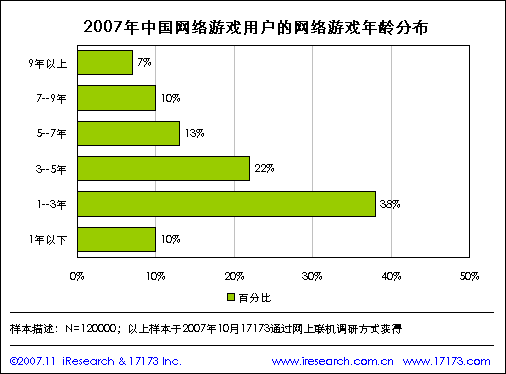 2007年中国网络游戏用户的网络游戏年龄分布
9年以上
7%
7--9年
10%
5--7年
13%
3--5年
22%
1--3年
38%
1年以下
10%
0% 10% 20% 30% 40% 50%
百分比
样本描述：N=120000；以上样本于2007年10月17173通过网上联机调研方式获得
©2007.11 iResearch & 17173 Inc. www.iresearch.com.cn www.17173.com